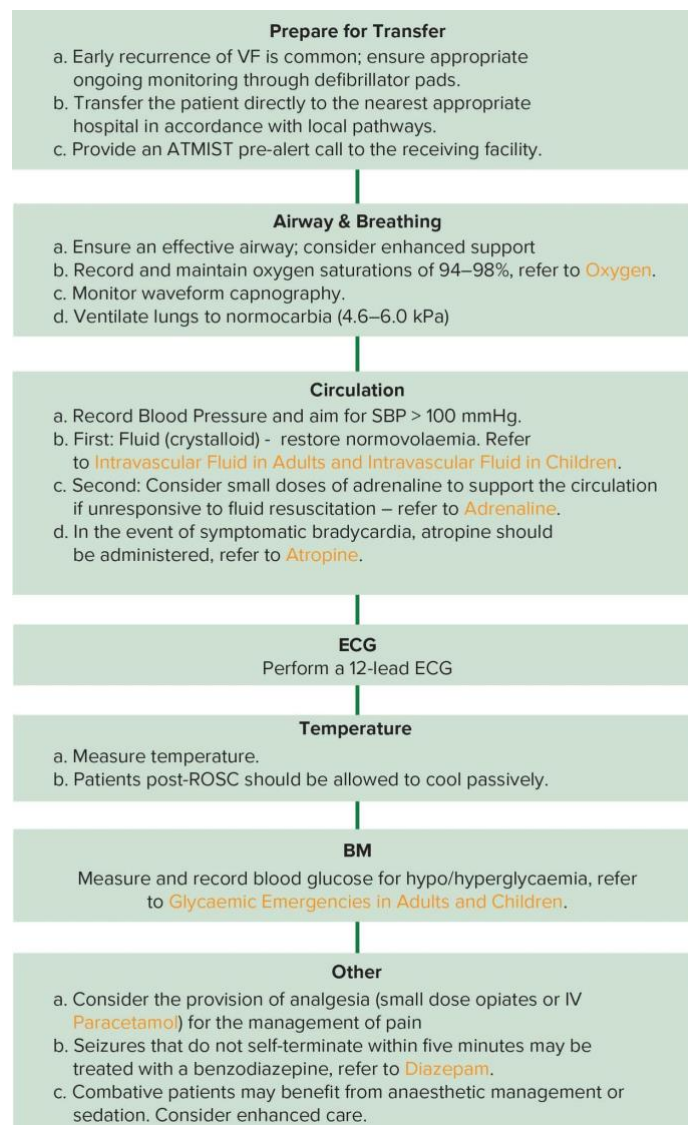 Prepare for Transfer
a. Early recurrence of VF is common; ensure appropriate
ongoing monitoring through defibrillator pads.
b. Transfer the patient directly to the nearest appropriate
hospital in accordance with local pathways.
c. Provide an ATMIST pre-alert call to the receiving facility.
Airway & Breathing
a. Ensure an effective airway; consider enhanced support
b. Record and maintain oxygen saturations of 94–98%, refer to Oxygen.
c. Monitor waveform capnography.
d. Ventilate lungs to normocarbia (4.6–6.0 kPa)
Circulation
a. Record Blood Pressure and aim for SBP > 100 mmHg.
b. First: Fluid (crystalloid) - restore normovolaemia. Refer
to Intravascular Fluid in Adults and Intravascular Fluid in Children.
c. Second: Consider small doses of adrenaline to support the circulation
if unresponsive to fluid resuscitation – refer to Adrenaline.
d. In the event of symptomatic bradycardia, atropine should
be administered, refer to Atropine.
ECG
Perform a 12-lead ECG
Temperature
a. Measure temperature.
b. Patients post-ROSC should be allowed to cool passively.
BM
Measure and record blood glucose for hypo/hyperglycaemia, refer
to Glycaemic Emergencies in Adults and Children.
Other
a. Consider the provision of analgesia (small dose opiates or IV
Paracetamol) for the management of pain
b. Seizures that do not self-terminate within five minutes may be
treated with a benzodiazepine, refer to Diazepam.
c. Combative patients may benefit from anaesthetic management or
sedation. Consider enhanced care.